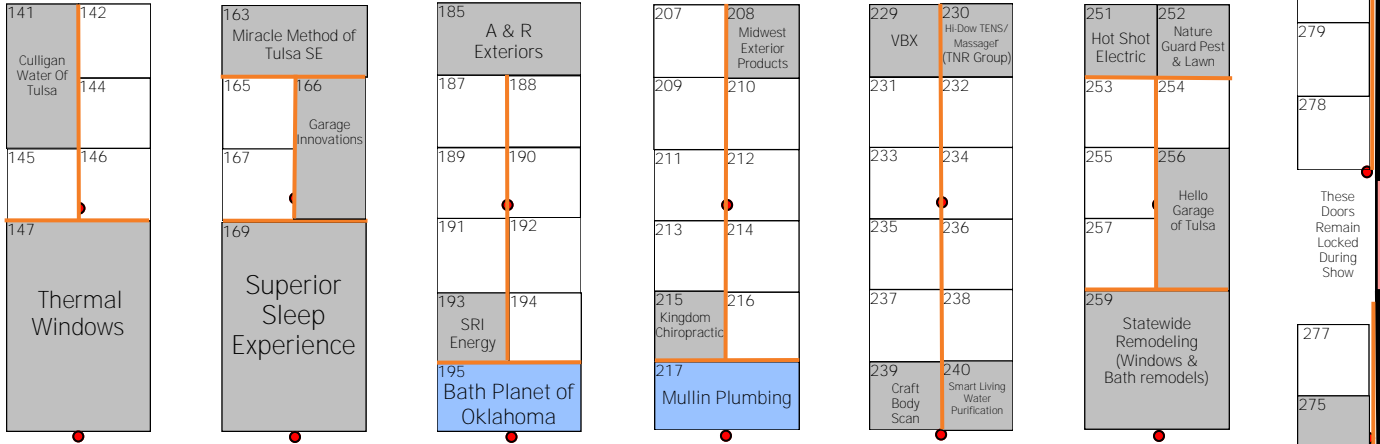 141
142
Culligan
Water Of
Tulsa
144
145
146
147
Thermal
Windows
163
Miracle Method of
Tulsa SE
165
166
Garage
Innovations
167
169
Superior
Sleep
Experience
185
A & R
Exteriors
187
188
189
190
191
192
193
SRI
Energy
194
195
Bath Planet of
Oklahoma
207
208
Midwest
Exterior
Products
209
210
211
212
213
214
215
Kingdom
Chiropractic
216
217
Mullin Plumbing
229
VBX
230
Hi-Dow TENS/
Massager
(TNR Group)
231
232
233
234
235
236
237
238
239
Craft
Body
Scan
240
Smart Living
Water
Purification
251
Hot Shot
Electric
252
Nature
Guard Pest
& Lawn
253
254
255
256
Hello
Garage
of Tulsa
257
259
Statewide
Remodeling
(Windows &
Bath remodels)
279
278
These
Doors
Remain
Locked
During
Show
277
275